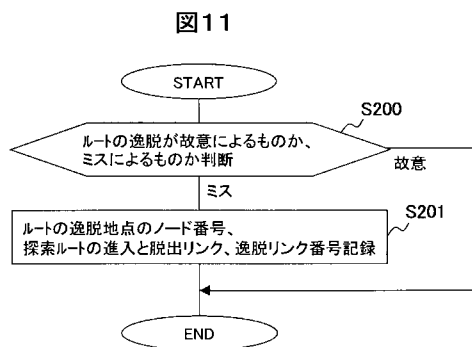 図11
START
S200
ルートの逸脱が故意によるものか、
ミスによるものか判断
故意
ミス
S201
ルートの逸脱地点のノード番号、
探索ルートの進入と脱出リンク、逸脱リンク番号記録
END